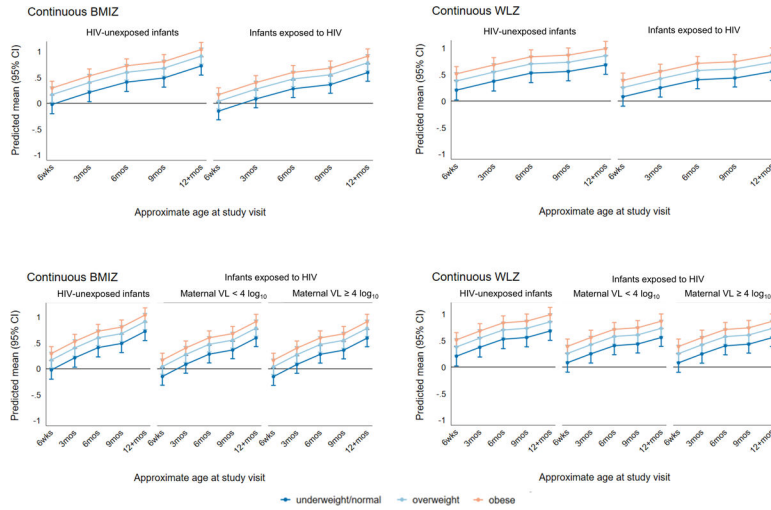 Continuous BMIZ
HIV-unexposed infants
Infants exposed to HIV
Predicted mean (95% CI)
1
.5
0
-.5
-1
6wks 3mos 6mos 9mos 12+mos
6wks 3mos 6mos 9mos 12+mos
Approximate age at study visit
Continuous WLZ
HIV-unexposed infants
Infants exposed to HIV
Predicted mean (95% CI)
1
.5
0
-.5
-1
6wks 3mos 6mos 9mos 12+mos
6wks 3mos 6mos 9mos 12+mos
Approximate age at study visit
Continuous BMIZ
Infants exposed to HIV
HIV-unexposed infants
Maternal VL < 4 log10
Maternal VL ≥ 4 log10
Predicted mean (95% CI)
1
.5
0
-.5
-1
6wks 3mos 6mos 9mos 12+mos
6wks 3mos 6mos 9mos 12+mos
6wks 3mos 6mos 9mos 12+mos
Approximate age at study visit
Continuous WLZ
Infants exposed to HIV
HIV-unexposed infants
Maternal VL < 4 log10
Maternal VL ≥ 4 log10
Predicted mean (95% CI)
1
.5
0
-.5
-1
6wks 3mos 6mos 9mos 12+mos
6wks 3mos 6mos 9mos 12+mos
6wks 3mos 6mos 9mos 12+mos
Approximate age at study visit
underweight/normal overweight obese